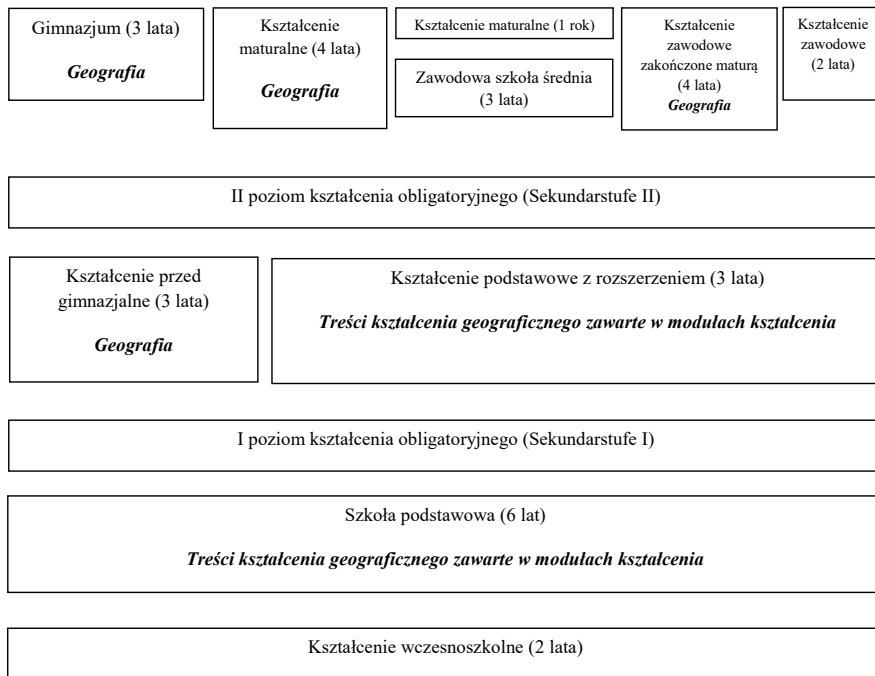 Gimnazjum (3 lata)
Geografia
Kształcenie
maturalne (4 lata)
Geografia
Kształcenie maturalne (1 rok)
Zawodowa szkoła średnia
(3 lata)
Kształcenie
zawodowe
zakończone maturą
(4 lata)
Geografia
Kształcenie
zawodowe
(2 lata)
II poziom kształcenia obligatoryjnego (Sekundarstufe II)
Kształcenie przed
gimnazjalne (3 lata)
Geografia
Kształcenie podstawowe z rozszerzeniem (3 lata)
Treści kształcenia geograficznego zawarte w modułach kształcenia
I poziom kształcenia obligatoryjnego (Sekundarstufe I)
Szkoła podstawowa (6 lat)
Treści kształcenia geograficznego zawarte w modułach kształcenia
Kształcenie wczesnoszkolne (2 lata)